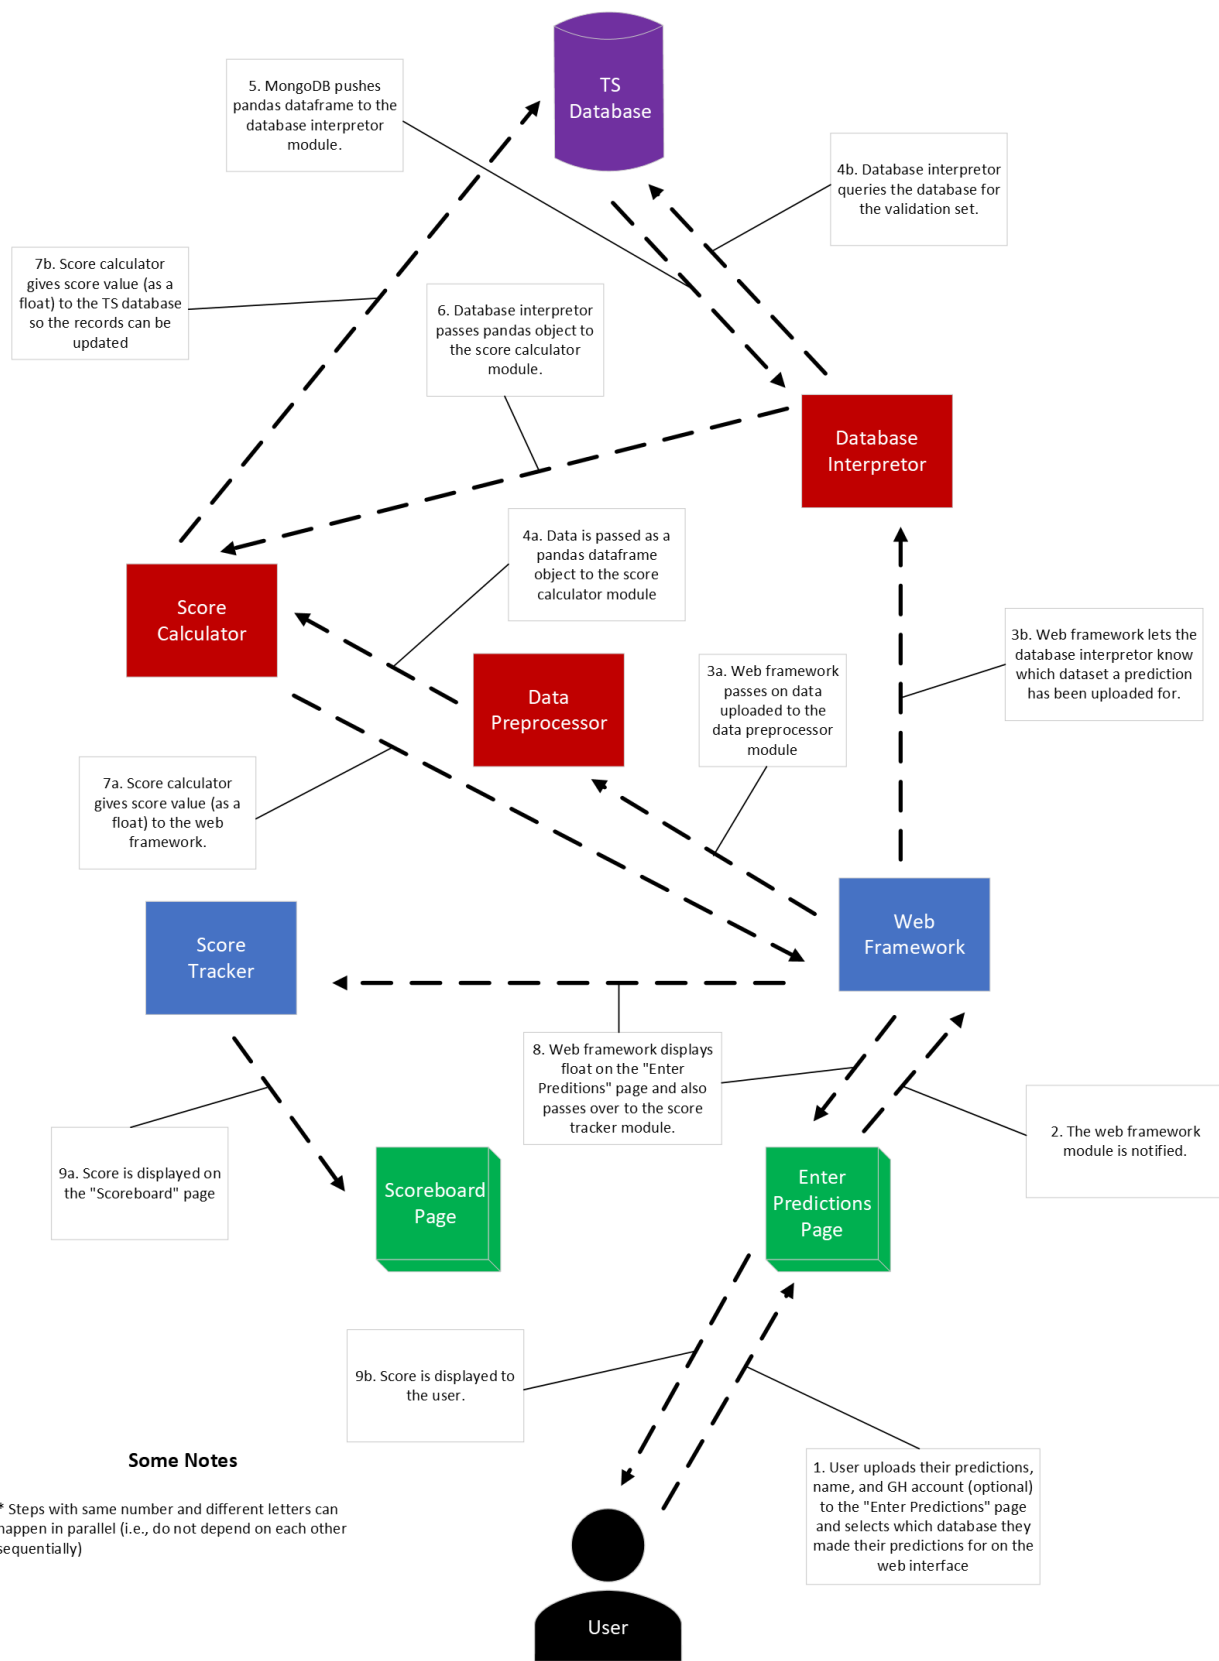 TS
Database
5. MongoDB pushes
pandas dataframe to the
database interpretor
module.
4b. Database interpretor
queries the database for
the validation set.
7b. Score calculator
gives score value (as a
float) to the TS database
so the records can be
updated
6. Database interpretor
passes pandas object to
the score calculator
module.
Database
Interpretor
4a. Data is passed as a
pandas dataframe
object to the score
calculator module
Score
Calculator
3b. Web framework lets the
database interpretor know
which dataset a prediction
has been uploaded for.
Data
Preprocessor
3a. Web framework
passes on data
uploaded to the
data preprocessor
module
7a. Score calculator
gives score value (as a
float) to the web
framework.
Web
Framework
Score
Tracker
8. Web framework displays
float on the "Enter
Preditions" page and also
passes over to the score
tracker module.
2. The web framework
module is notified.
9a. Score is displayed on
the "Scoreboard" page
Scoreboard
Page
Enter
Predictions
Page
9b. Score is displayed to
the user.
1. User uploads their predictions,
name, and GH account (optional)
to the "Enter Predictions" page
and selects which database they
made their predictions for on the
web interface
Some Notes
* Steps with same number and different letters can
happen in parallel (i.e., do not depend on each other
sequentially)
User